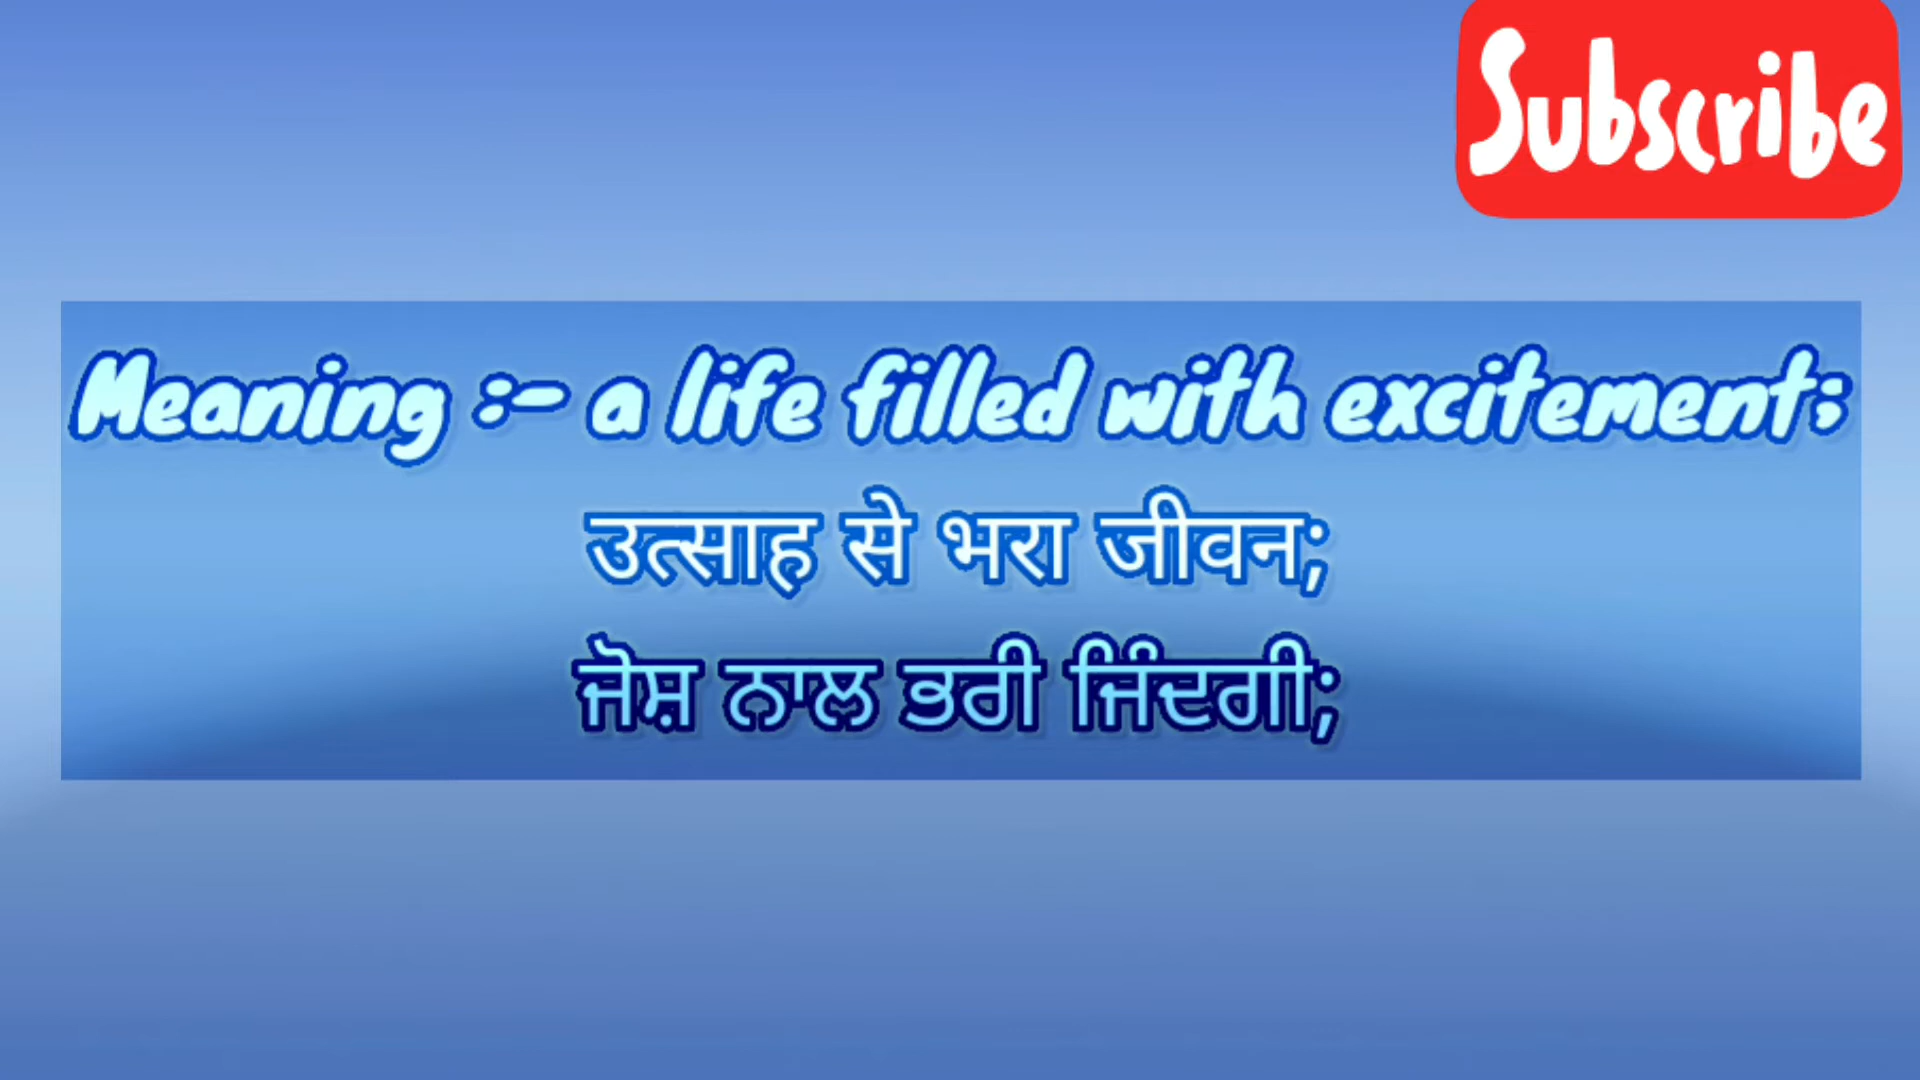 Subscribe
Meaning :- a life filled with excitement;
उत्साह से भरा जीवन;
ਜੋਸ਼ ਨਾਲ ਭਰੀ ਜਿੰਦਗੀ;